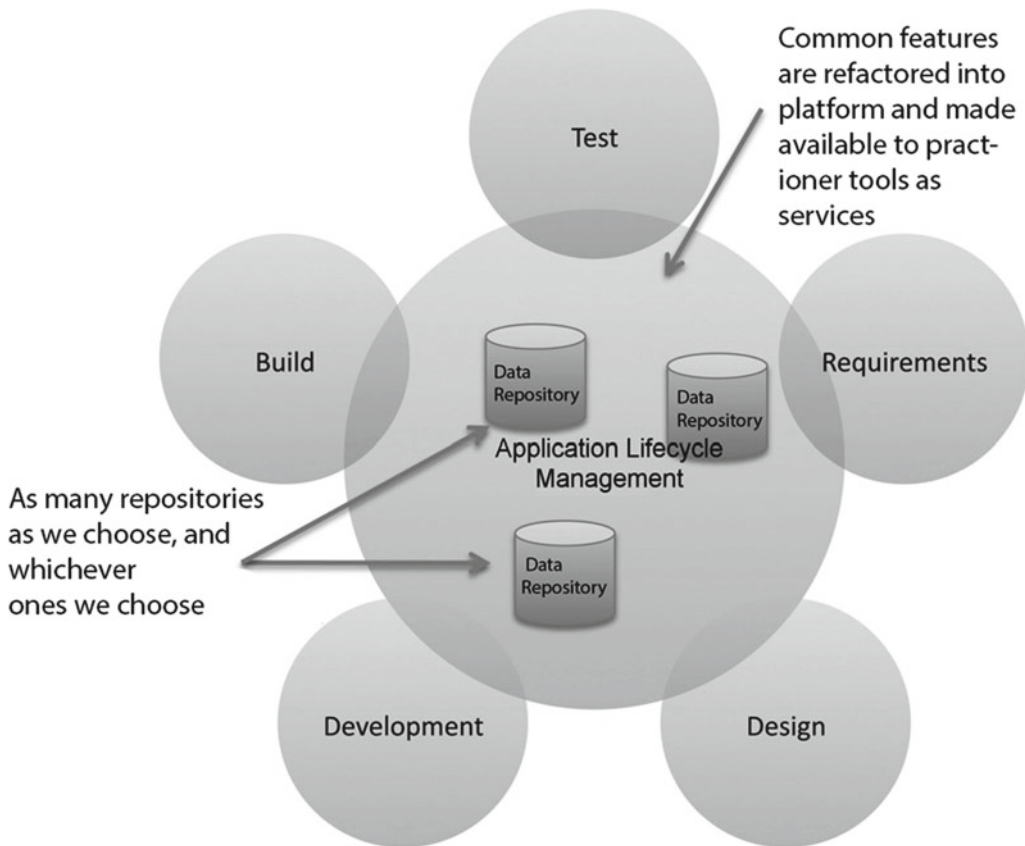 Common features
are refactored into
platform and made
available to pract-
ioner tools as
services
Test
Build
Requirements
Data
Repository
Data
Repository
Application Lifecycle
Management
As many repositories
as we choose, and
whichever
ones we choose
Data
Repository
Development
Design